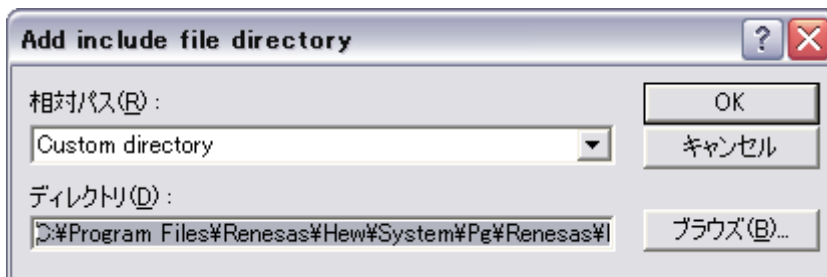 Add include file directory
相対パス(R) :
Custom directory
OK
キャンセル
ディレクトリ(D) :
C:¥Program Files¥Renesas¥Hew¥System¥Pg¥Renesas¥
ブラウズ(B)...